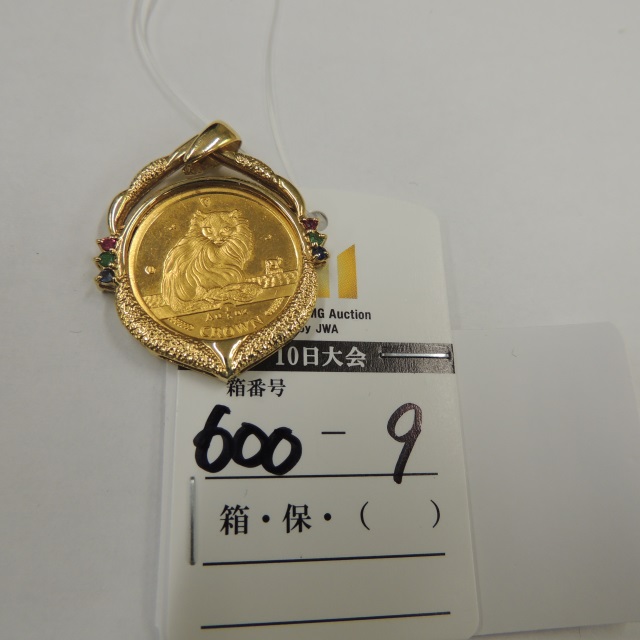 CROWN
MG Auction
by JWA
10日大会
箱番号
600 - 9
箱・保・( )